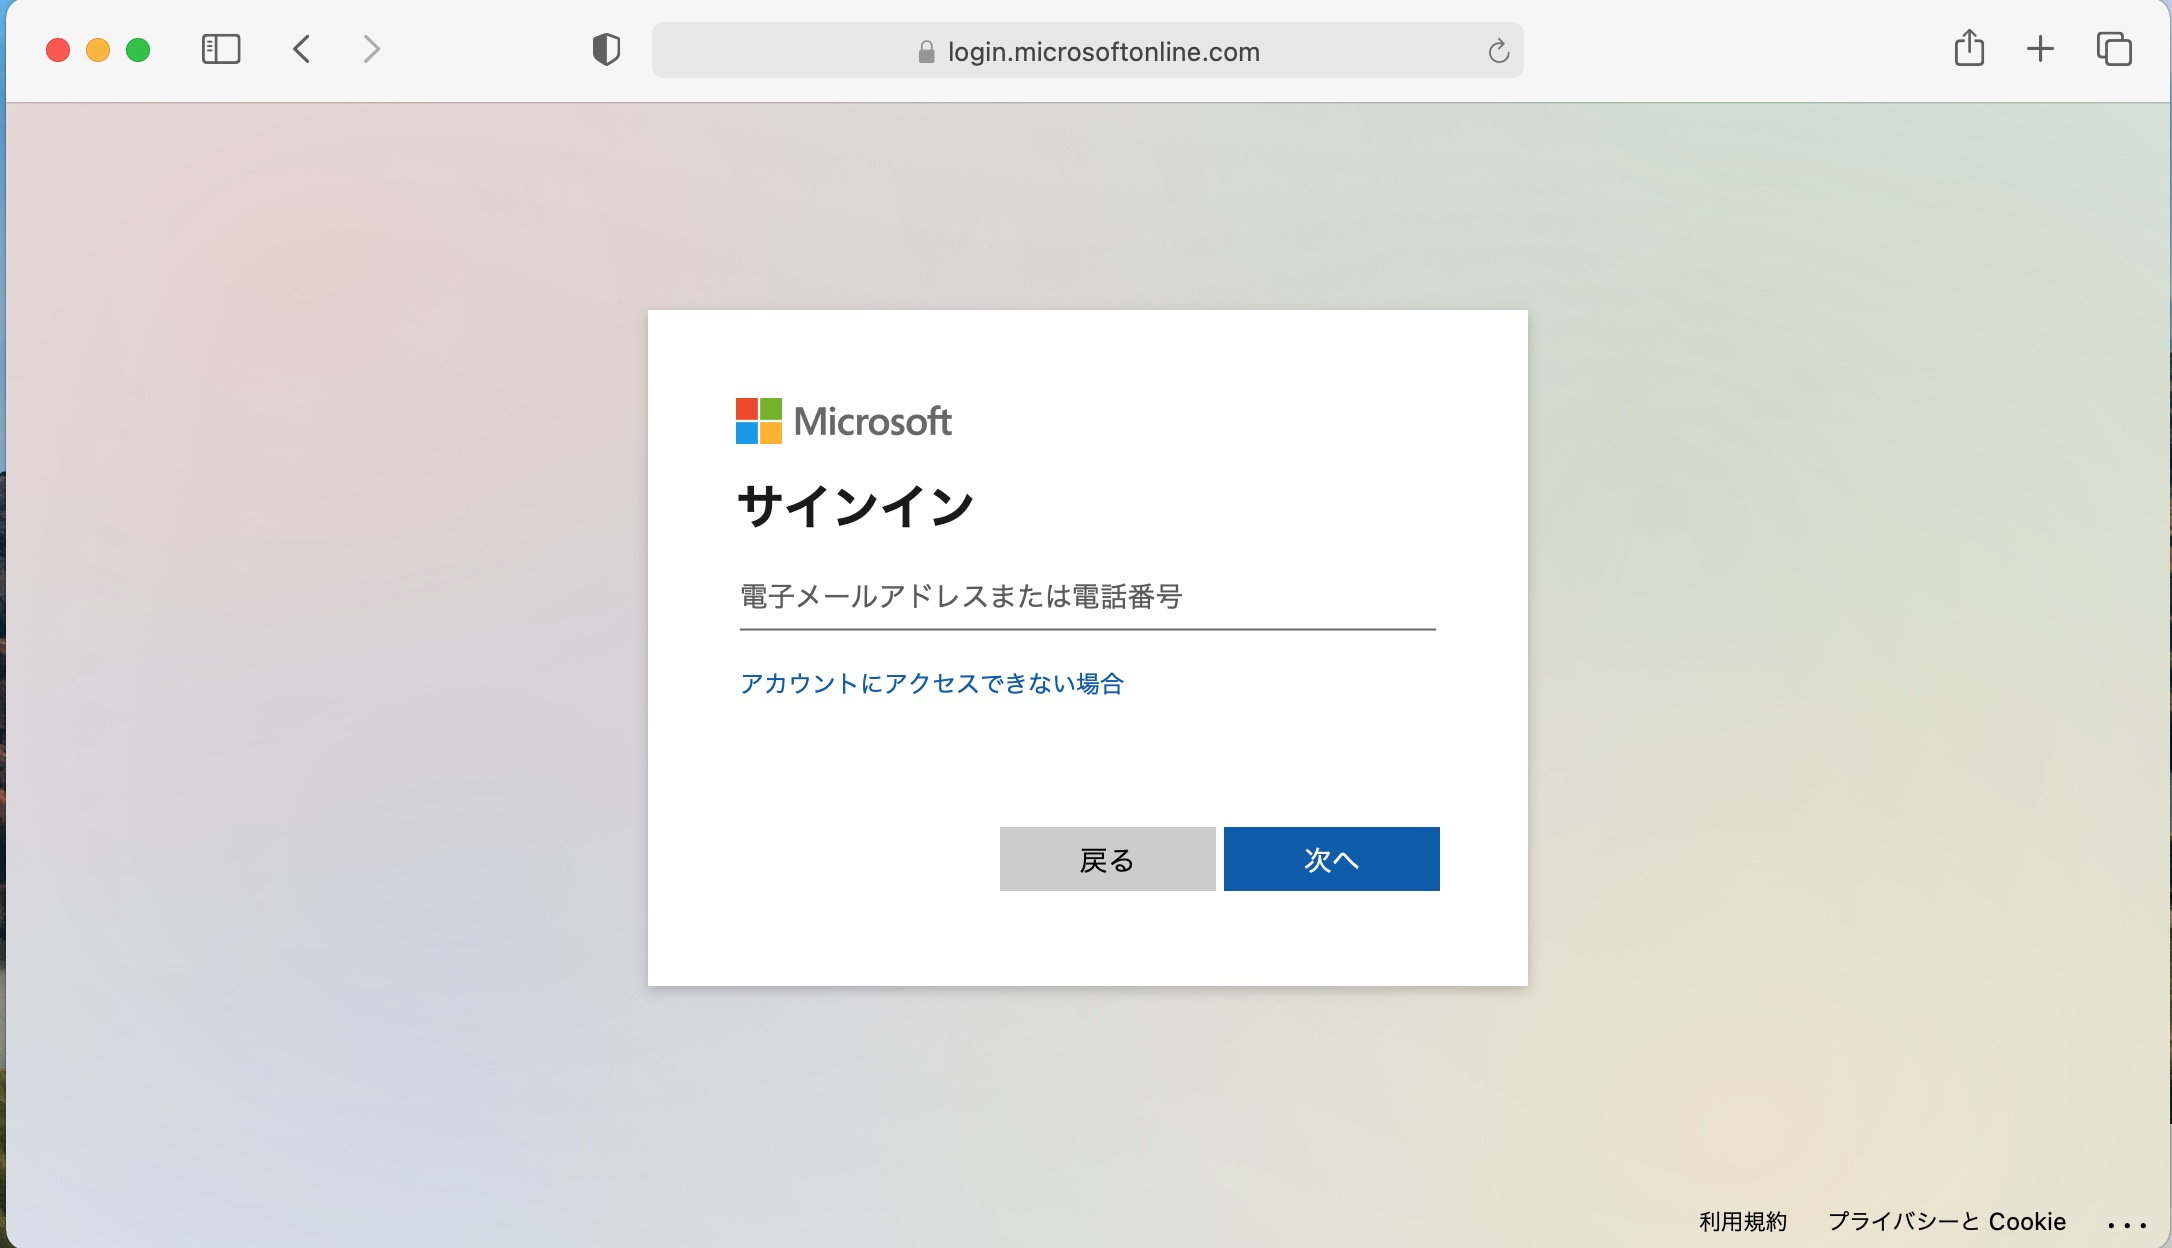 login.microsoftonline.com
Microsoft
サインイン
電子メールアドレスまたは電話番号
アカウントにアクセスできない場合
戻る
次へ
利用規約
プライバシーと Cookie
...